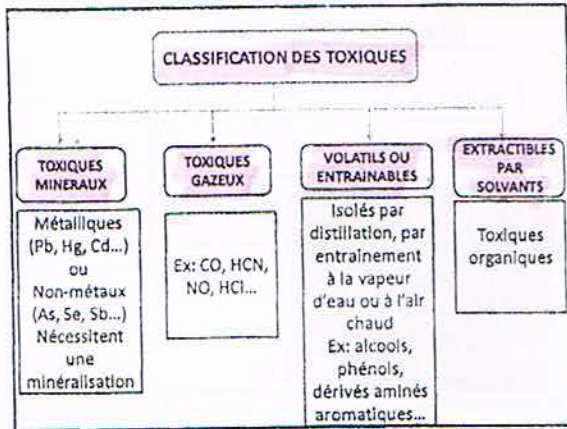 CLASSIFICATION DES TOXIQUES
TOXIQUES
MINERAUX
Métalliques
(Pb, Hg, Cd...)
ou
Non-métaux
(As, Se, Sb...)
Nécessitent
une
minéralisation
TOXIQUES
GAZEUX
Ex: CO, HCN,
NO, HCl...
VOLATILS OU
ENTRAINABLES
Isolés par
distillation, par
entraînement
à la vapeur
d'eau ou à l'air
chaud
Ex: alcools,
phénols,
dérivés aminés
aromatiques...
EXTRACTIBLES
PAR
SOLVANTS
Toxiques
organiques